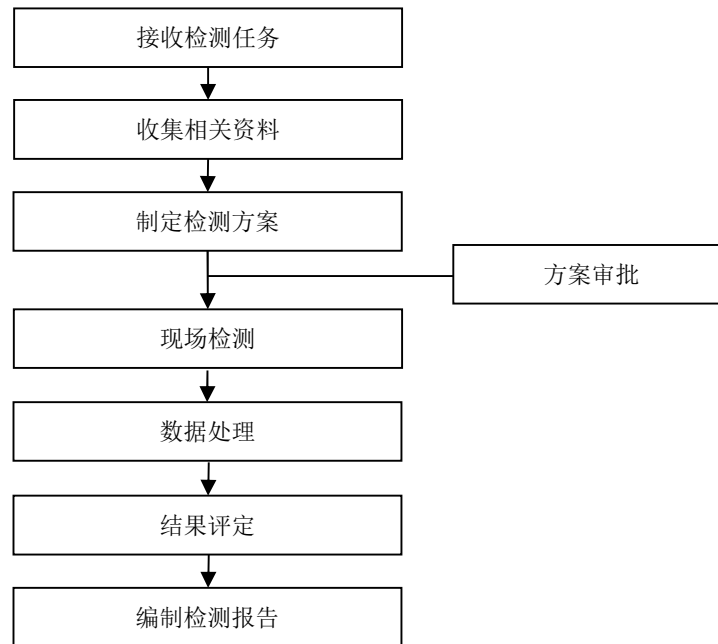 接收检测任务
收集相关资料
制定检测方案
方案审批
现场检测
数据处理
结果评定
编制检测报告